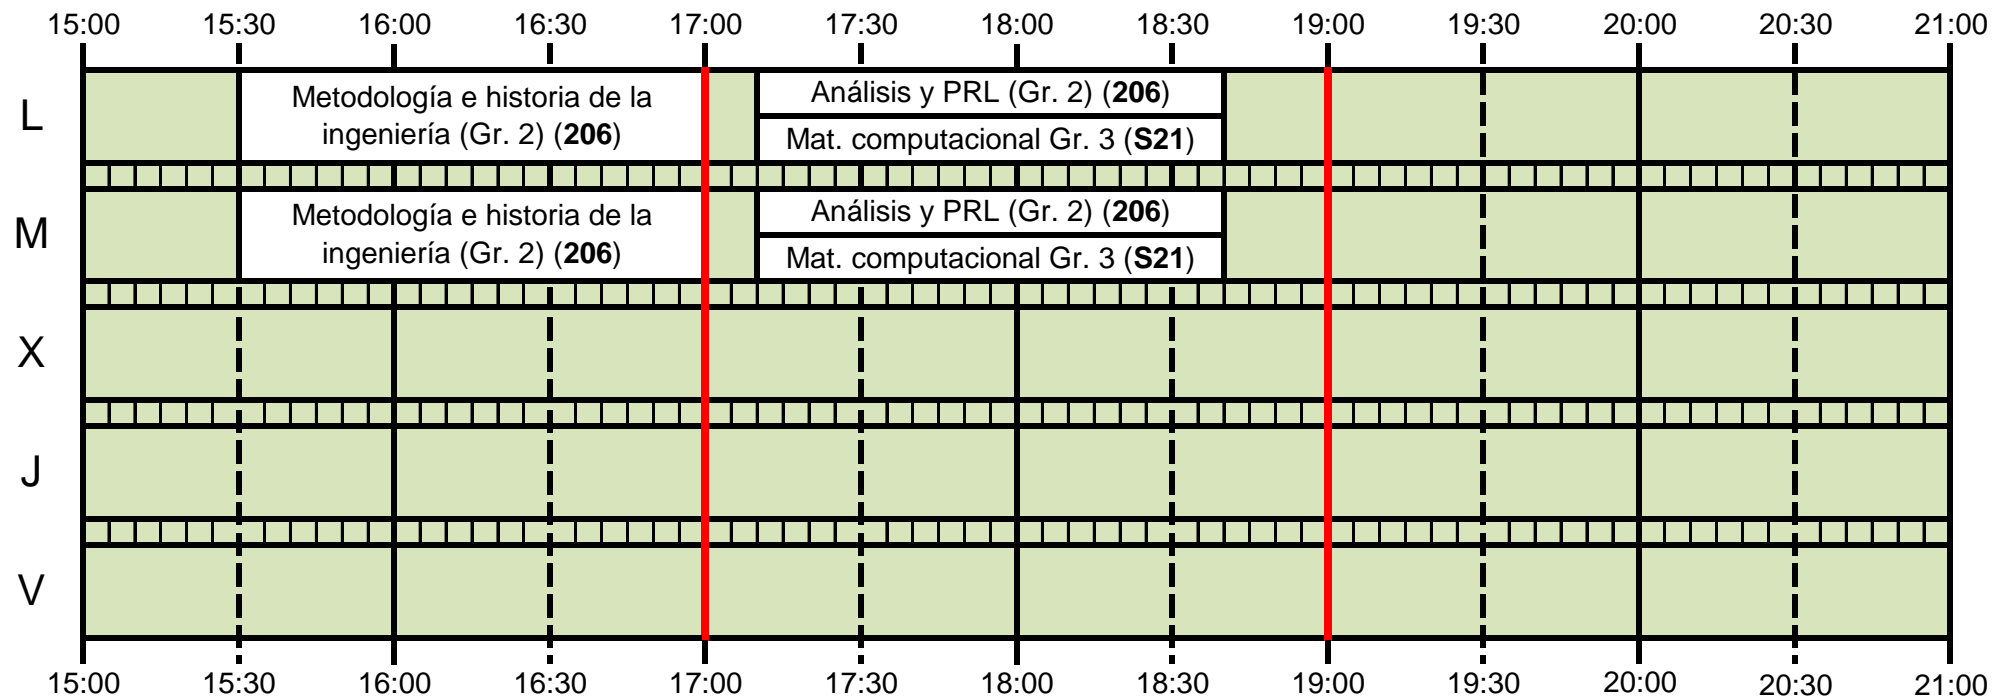 15:00 15:30 16:00 16:30 17:00 17:30 18:00 18:30 19:00 19:30 20:00 20:30 21:00
L
Metodología e historia de la
ingeniería (Gr. 2) (206)
Análisis y PRL (Gr. 2) (206)
Mat. computacional Gr. 3 (S21)
M
Metodología e historia de la
ingeniería (Gr. 2) (206)
Análisis y PRL (Gr. 2) (206)
Mat. computacional Gr. 3 (S21)
X
J
V
15:00 15:30 16:00 16:30 17:00 17:30 18:00 18:30 19:00 19:30 20:00 20:30 21:00